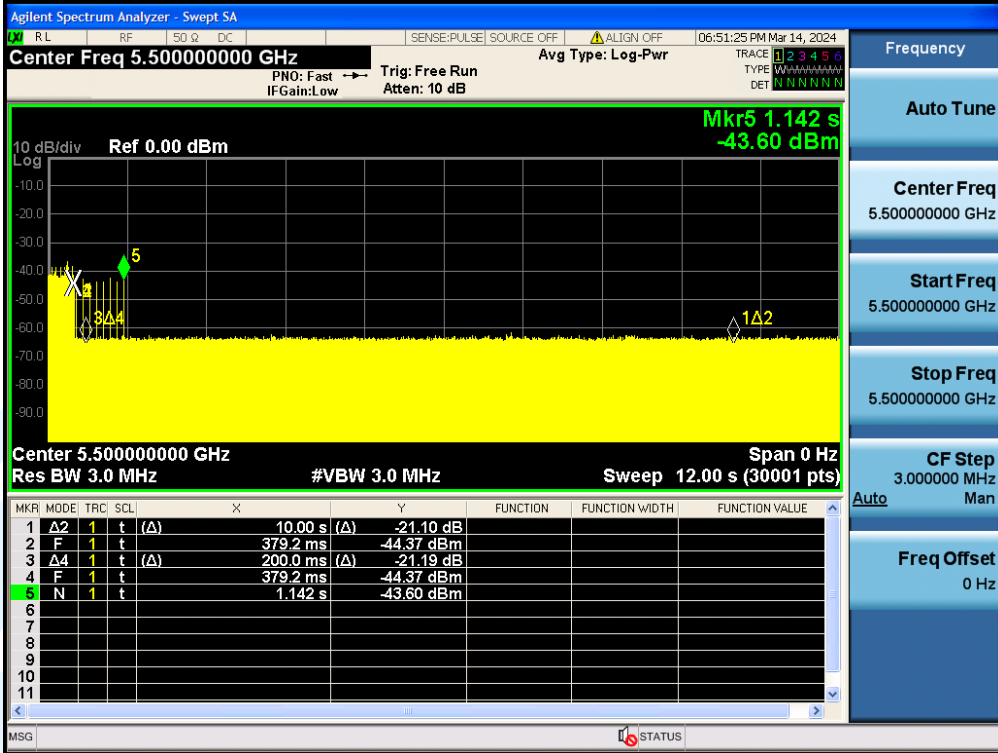 Agilent Spectrum Analyzer - Swept SA
LXI RL RF 50 Ω DC SENSE:PULSE SOURCE OFF ALIGN OFF 06:51:25 PM Mar 14, 2024
Center Freq 5.500000000 GHz
PNO: Fast
IFGain:Low
Trig: Free Run
Atten: 10 dB
Avg Type: Log-Pwr
TRACE 1 2 3 4 5 6
TYPE WWWWWW
DET N N N N N N
Mkr5 1.142 s
-43.60 dBm
10 dB/div Ref 0.00 dBm
Log
-10.0
-20.0
-30.0
-40.0
-50.0
-60.0
-70.0
-80.0
-90.0
5
3Δ4
1Δ2
Center 5.500000000 GHz Span 0 Hz
Res BW 3.0 MHz #VBW 3.0 MHz Sweep 12.00 s (30001 pts)
MKR MODE TRC SCL X Y FUNCTION FUNCTION WIDTH FUNCTION VALUE
1 Δ2 1 t (Δ) 10.00 s (Δ) -21.10 dB
2 F 1 t 379.2 ms -44.37 dBm
3 Δ4 1 t (Δ) 200.0 ms (Δ) -21.19 dB
4 F 1 t 379.2 ms -44.37 dBm
5 N 1 t 1.142 s -43.60 dBm
6
7
8
9
10
11
MSG STATUS
Frequency
Auto Tune
Center Freq
5.500000000 GHz
Start Freq
5.500000000 GHz
Stop Freq
5.500000000 GHz
CF Step
3.000000 MHz
Auto Man
Freq Offset
0 Hz